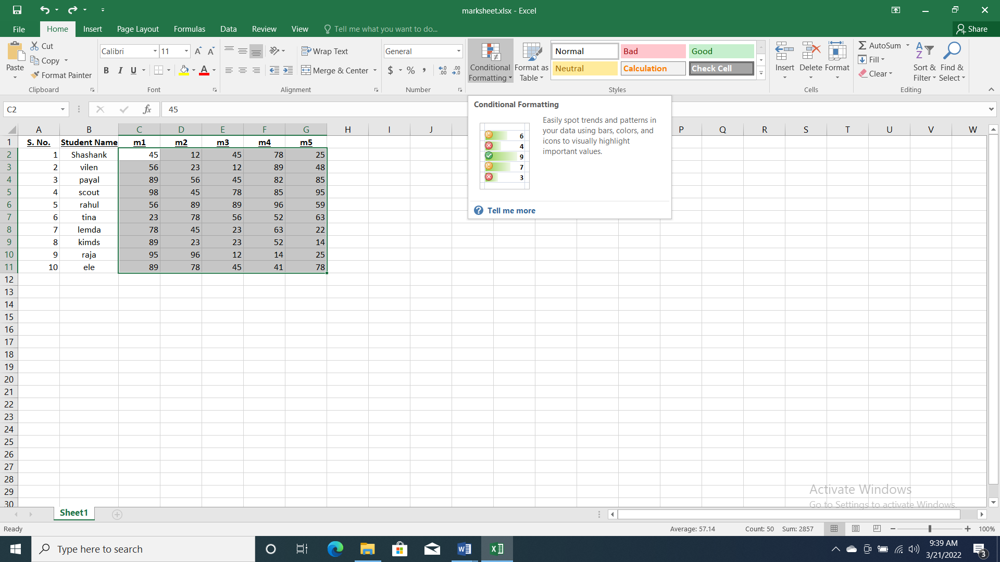 marksheet.xlsx - Excel
File Home Insert Page Layout Formulas Data Review View Tell me what you want to do... Share
Paste Cut Copy Format Painter Clipboard
Calibri 11 B I U Font
Wrap Text Merge & Center Alignment
General $ % , Number
Conditional Formatting Format as Table
Normal Bad Good
Neutral Calculation Check Cell
Styles
Insert Delete Format Cells
AutoSum Fill Clear Sort & Filter Find & Select Editing
C2 fx 45
Conditional Formatting
Easily spot trends and patterns in
your data using bars, colors, and
icons to visually highlight
important values.
6
4
9
7
3
Tell me more
A B C D E F G H I J P Q R S T U V W
1 S. No. Student Name m1 m2 m3 m4 m5
2 1 Shashank 45 12 45 78 25
3 2 vilen 56 23 12 89 48
4 3 payal 89 56 45 82 85
5 4 scout 98 45 78 85 95
6 5 rahul 56 89 89 96 59
7 6 tina 23 78 56 52 63
8 7 lemda 78 45 23 63 22
9 8 kimds 89 23 23 52 14
10 9 raja 95 96 12 14 25
11 10 ele 89 78 45 41 78
12
13
14
15
16
17
18
19
20
21
22
23
24
25
26
27
28
29
30
Activate Windows
Go to Settings to activate Windows.
Sheet1
Ready Average: 57.14 Count: 50 Sum: 2857 100%
Type here to search
9:39 AM
3/21/2022
3